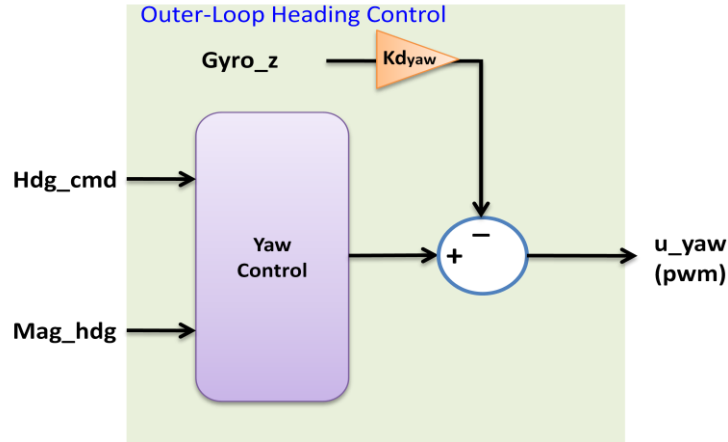 Outer-Loop Heading Control
Gyro_z
Kdyaw
Hdg_cmd
Yaw
Control
+
−
u_yaw
(pwm)
Mag_hdg